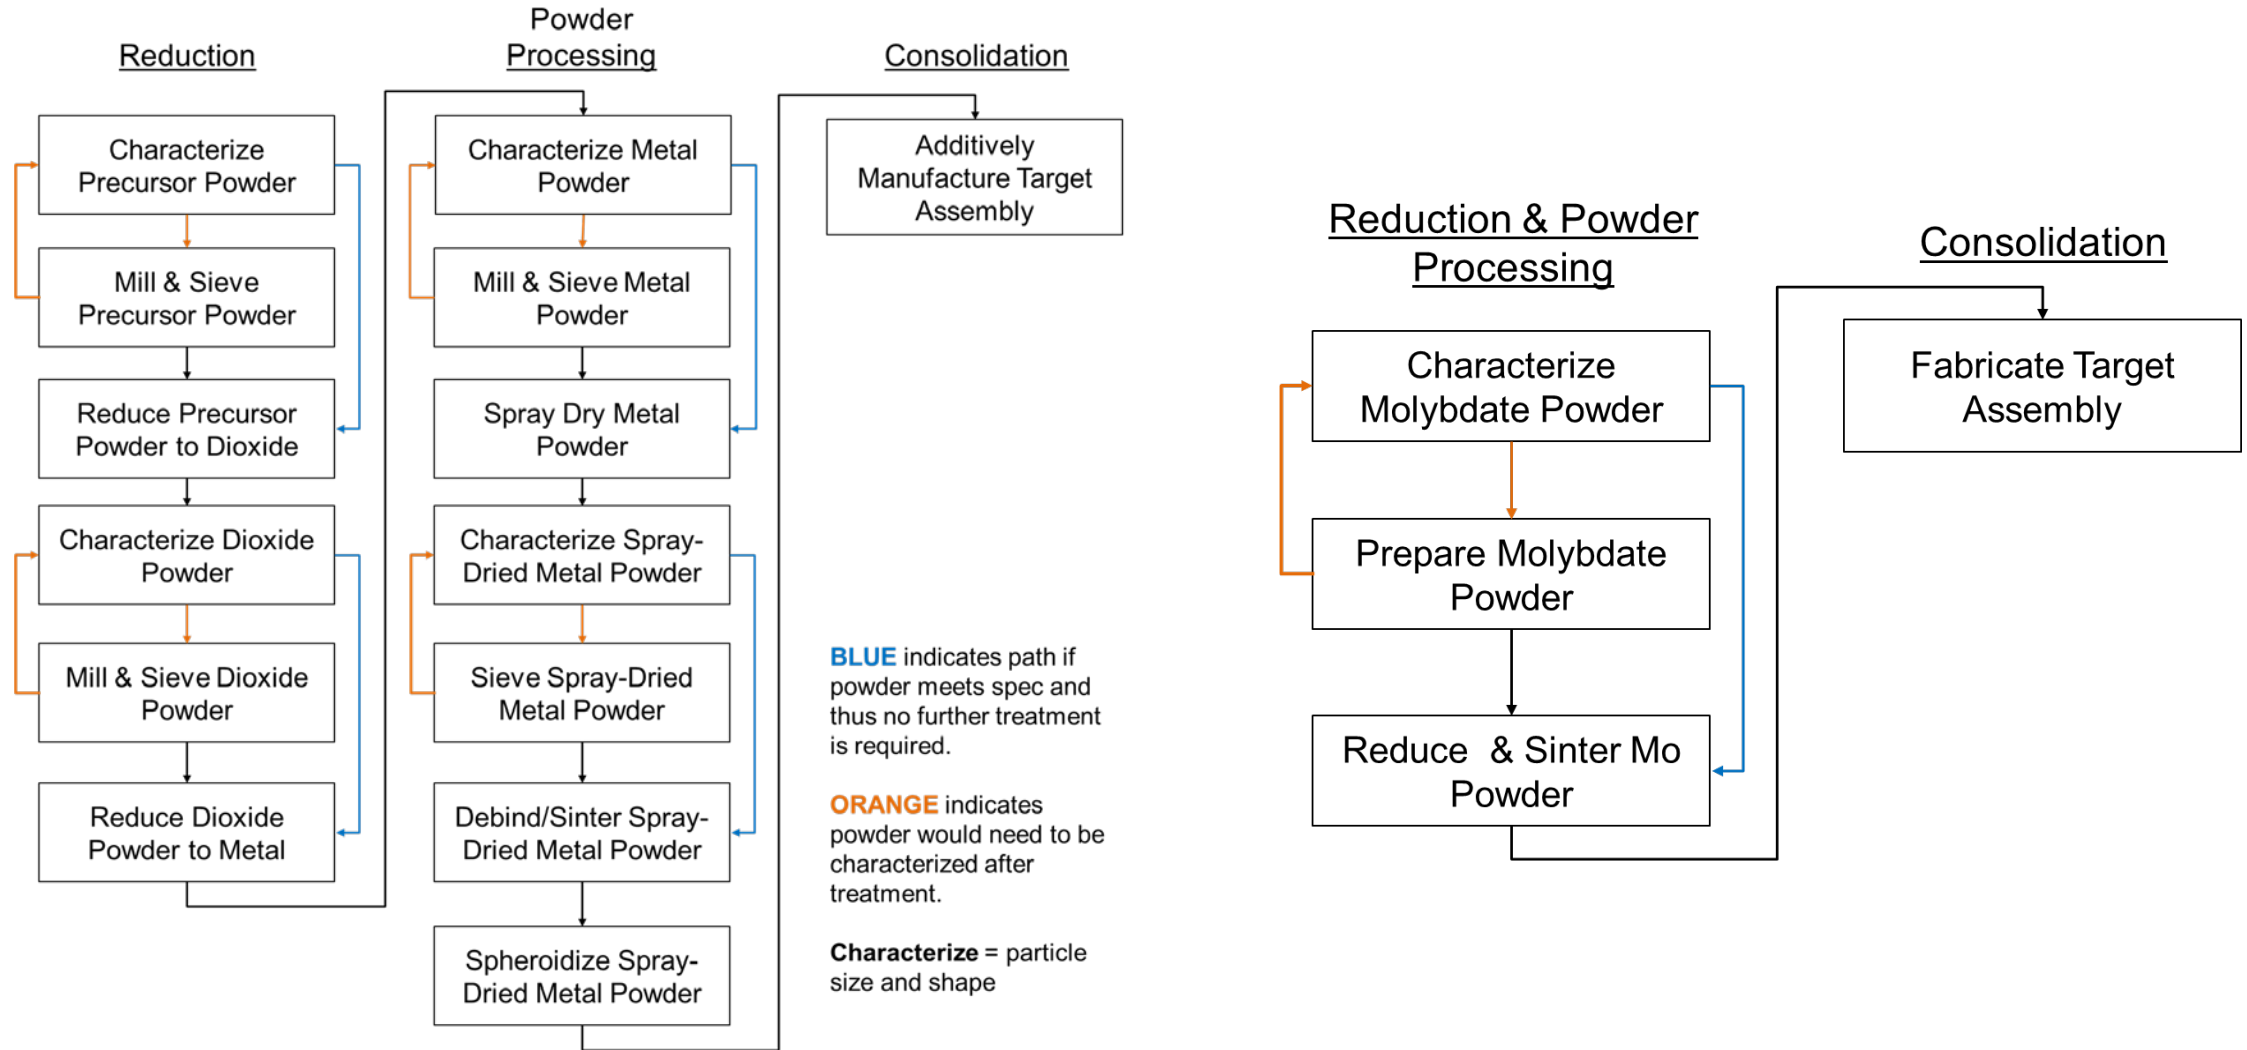 Reduction
Characterize
Precursor Powder
Mill & Sieve
Precursor Powder
Reduce Precursor
Powder to Dioxide
Characterize Dioxide
Powder
Mill & Sieve Dioxide
Powder
Reduce Dioxide
Powder to Metal
Powder
Processing
Characterize Metal
Powder
Mill & Sieve Metal
Powder
Spray Dry Metal
Powder
Characterize Spray-
Dried Metal Powder
Sieve Spray-Dried
Metal Powder
Debind/Sinter Spray-
Dried Metal Powder
Spheroidize Spray-
Dried Metal Powder
Consolidation
Additively
Manufacture Target
Assembly
BLUE indicates path if
powder meets spec and
thus no further treatment
is required.
ORANGE indicates
powder would need to be
characterized after
treatment.
Characterize = particle
size and shape
Reduction & Powder
Processing
Characterize
Molybdate Powder
Prepare Molybdate
Powder
Reduce & Sinter Mo
Powder
Consolidation
Fabricate Target
Assembly